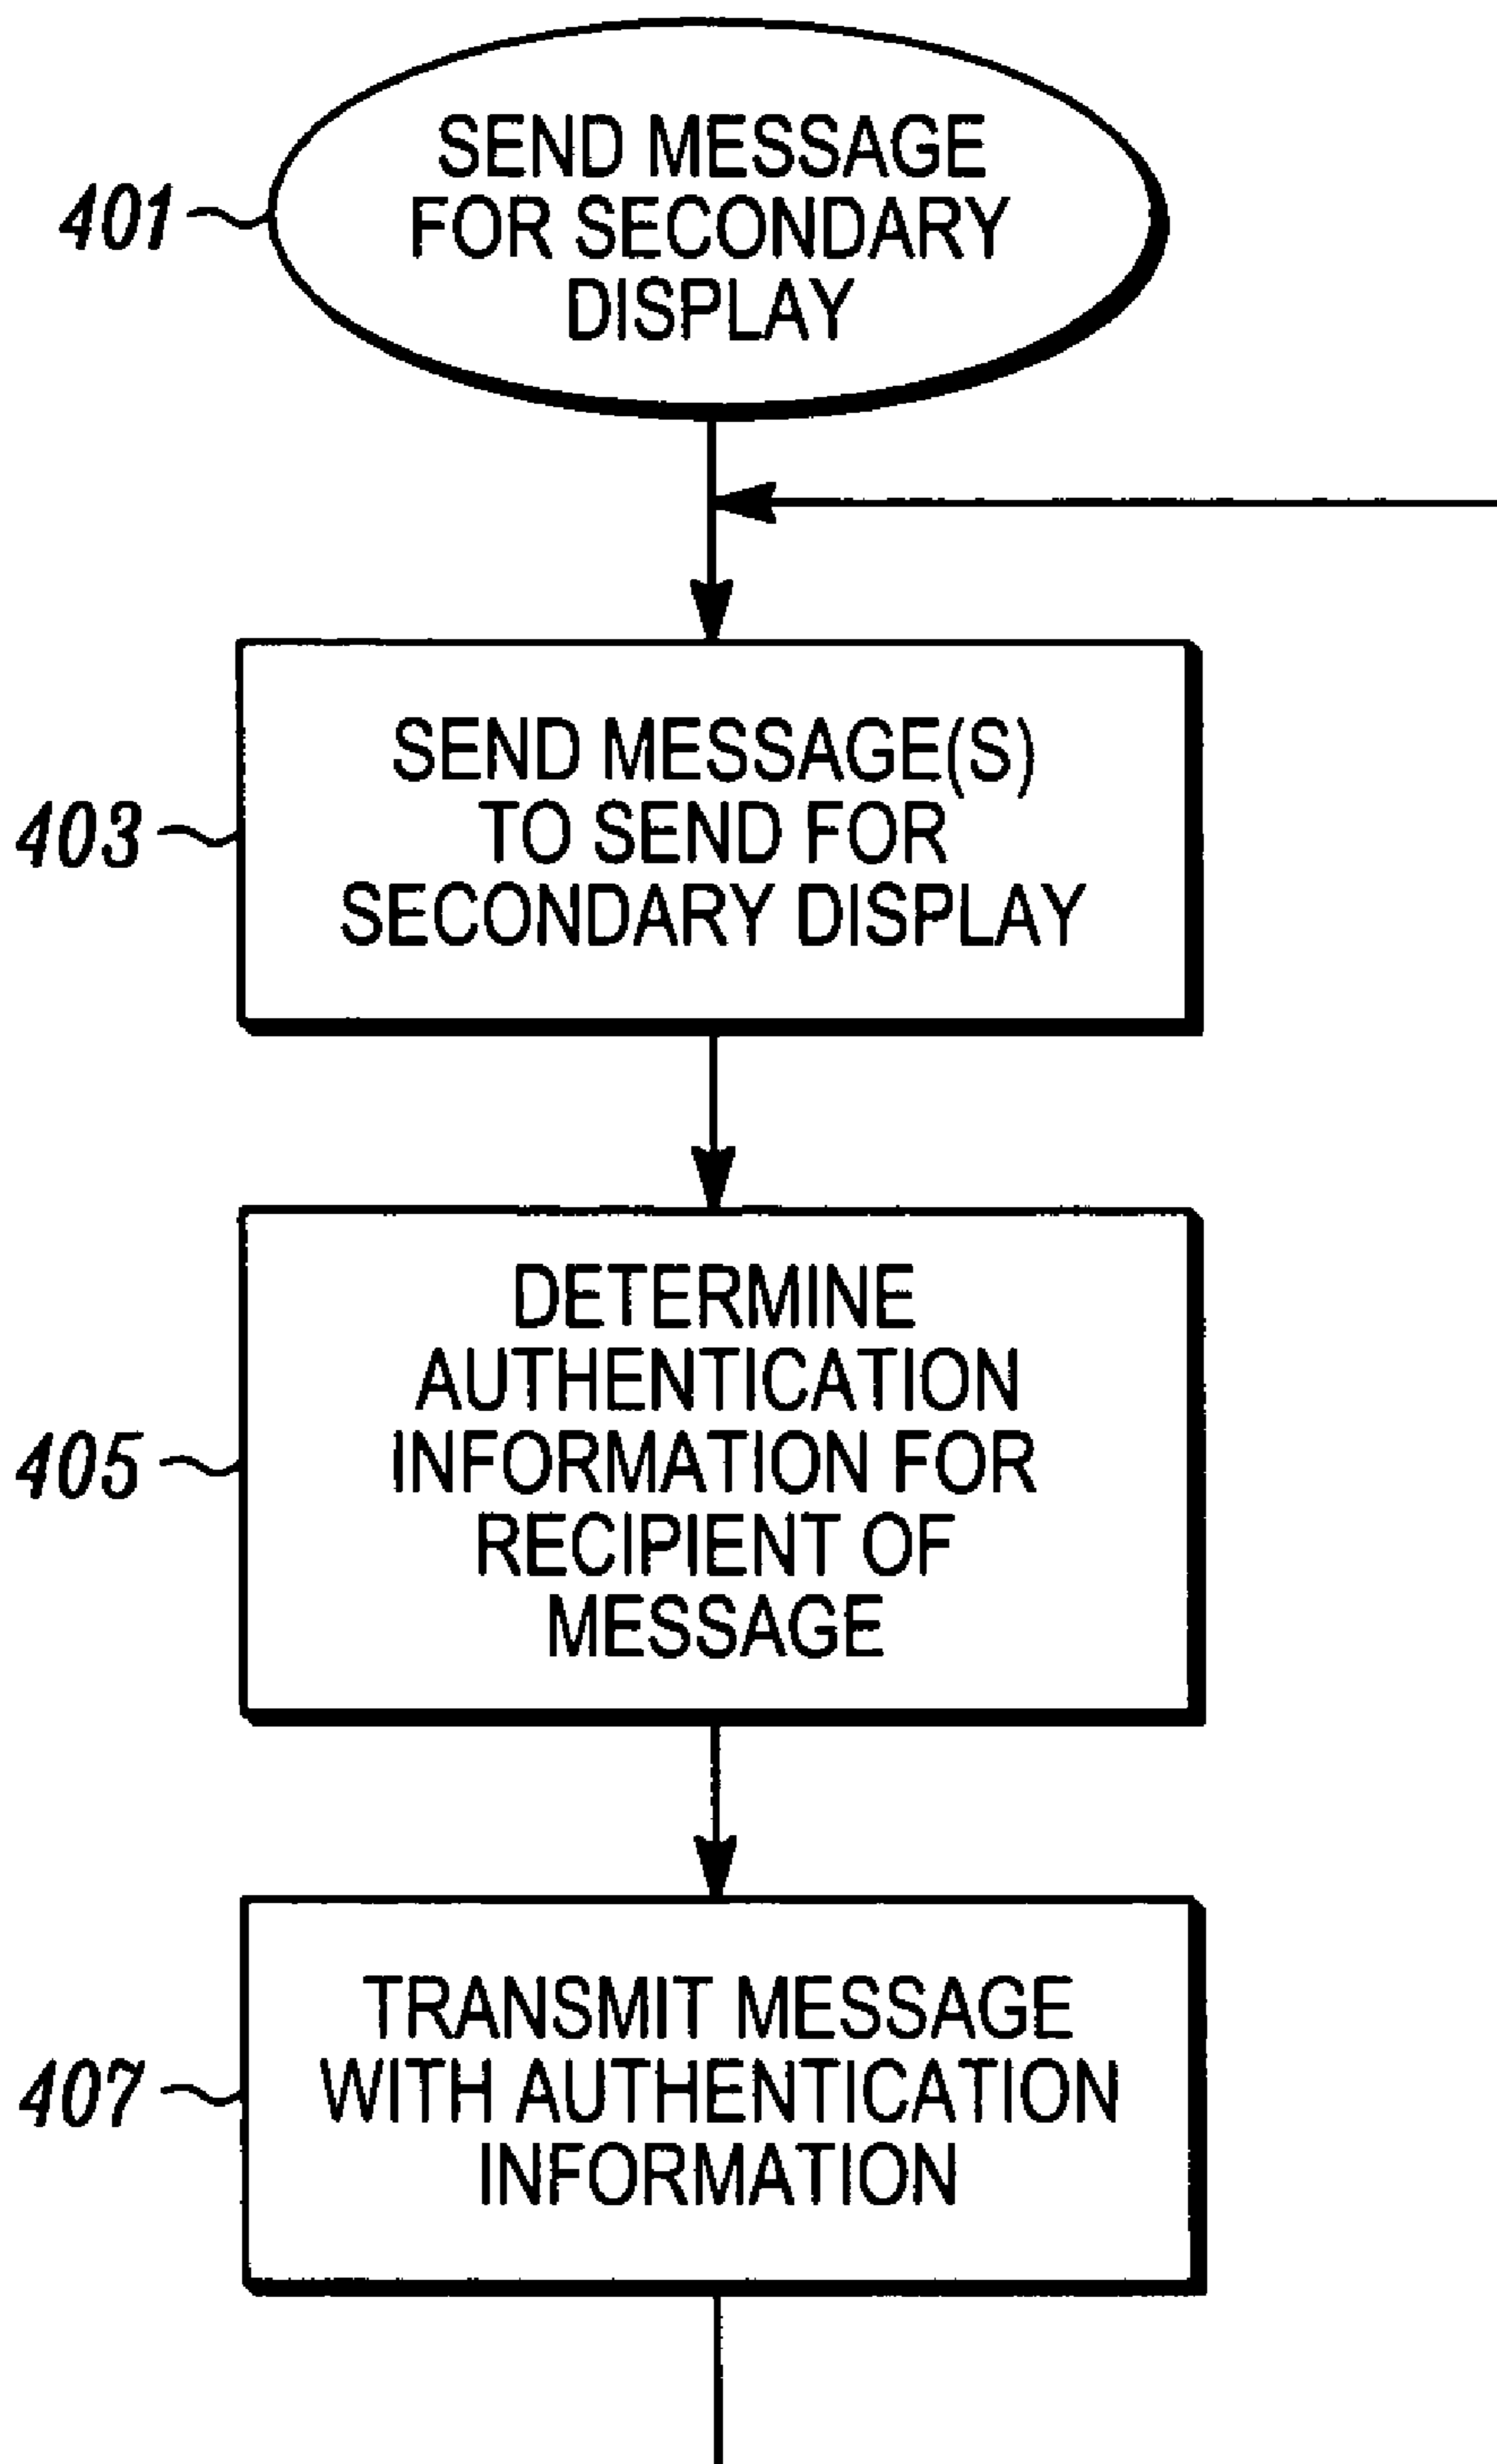 SEND MESSAGE
FOR SECONDARY
DISPLAY
401
SEND MESSAGE(S)
TO SEND FOR
SECONDARY DISPLAY
403
DETERMINE
AUTHENTICATION
INFORMATION FOR
RECIPIENT OF
MESSAGE
405
TRANSMIT MESSAGE
WITH AUTHENTICATION
INFORMATION
407